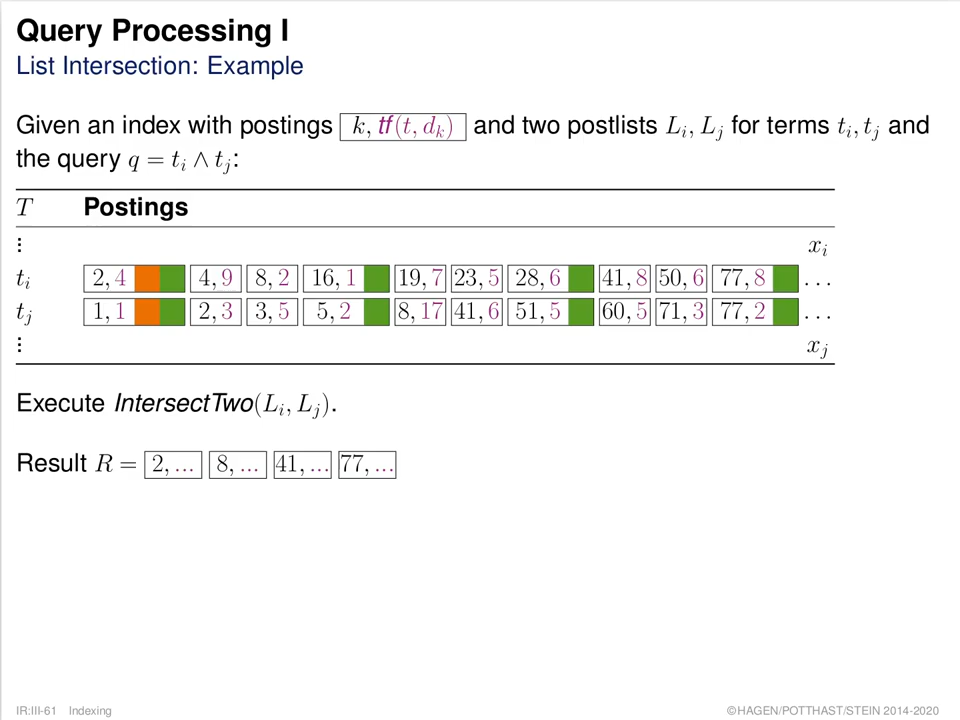 Query Processing I
List Intersection: Example
Given an index with postings k, tf(t, d_k) and two postlists L_i, L_j for terms t_i, t_j and
the query q = t_i ∧ t_j:
T Postings
⋮ x_i
t_i 2, 4 4, 9 8, 2 16, 1 19, 7 23, 5 28, 6 41, 8 50, 6 77, 8 ...
t_j 1, 1 2, 3 3, 5 5, 2 8, 17 41, 6 51, 5 60, 5 71, 3 77, 2 ...
⋮ x_j
Execute IntersectTwo(L_i, L_j).
Result R = 2, ... 8, ... 41, ... 77, ...
IR:III-61 Indexing ©HAGEN/POTTHAST/STEIN 2014-2020